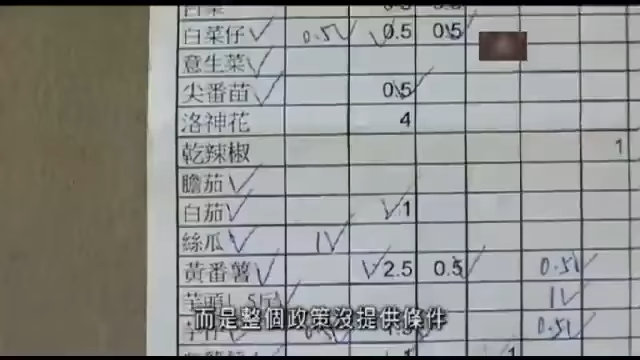 白菜仔✓ 0.5✓ ✓0.5 0.5
意生菜✓
尖番苗✓ 0.5✓
洛神花 4
乾辣椒 1
膽茄✓
白茄✓ ✓1
絲瓜✓ 1✓
黃番薯✓ ✓2.5 0.5✓ 0.5✓
1✓
0.5✓
而是整個政策沒提供條件